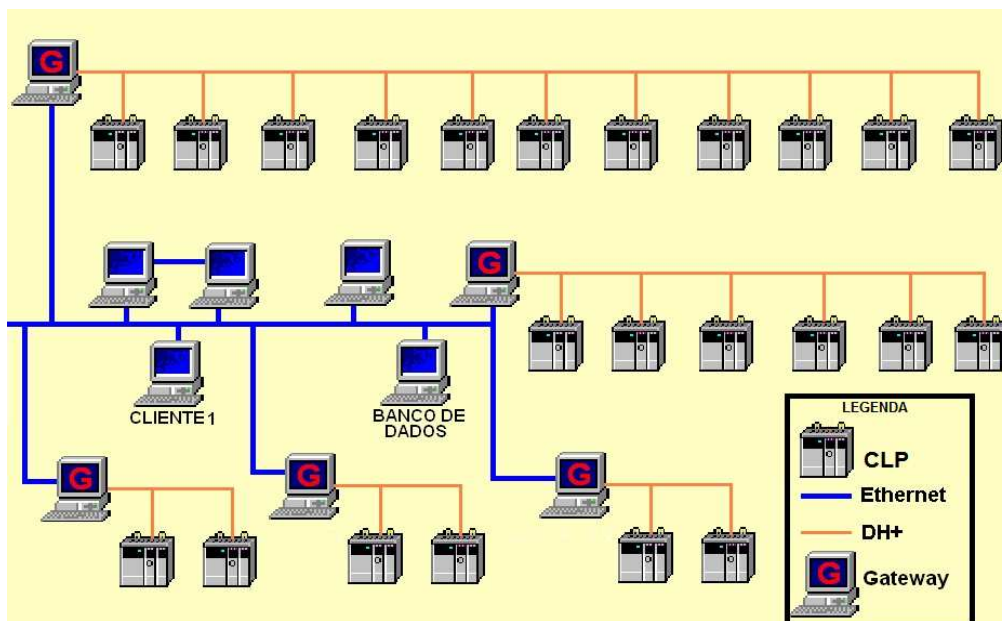 G
G
CLIENTE 1
BANCO DE
DADOS
G
G
G
LEGENDA
CLP
Ethernet
DH+
G
Gateway